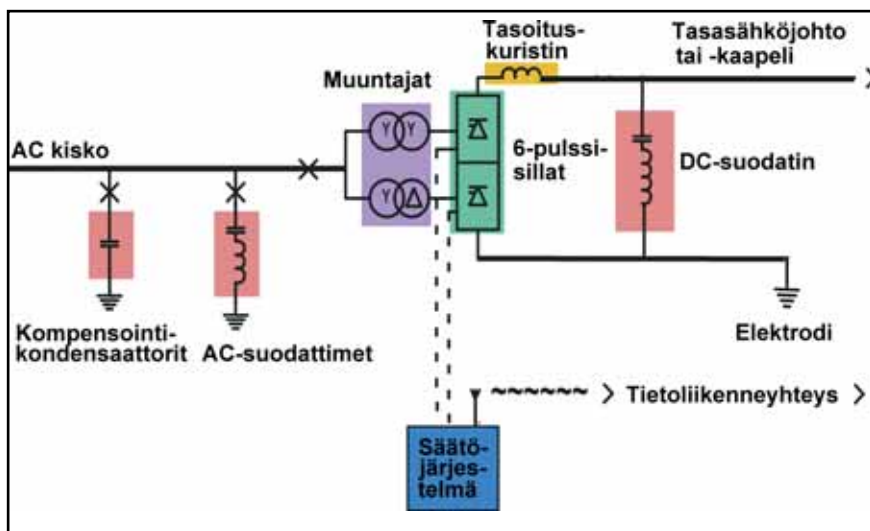 Tasoitus-
kuristin
Tasasähköjohto
tai -kaapeli
Muuntajat
AC kisko
Y Y
Y Δ
6-pulssi-
sillat
DC-suodatin
Kompensointi-
kondensaattorit
AC-suodattimet
Elektrodi
Tietoliikenneyhteys
Säätö-
järjes-
telmä